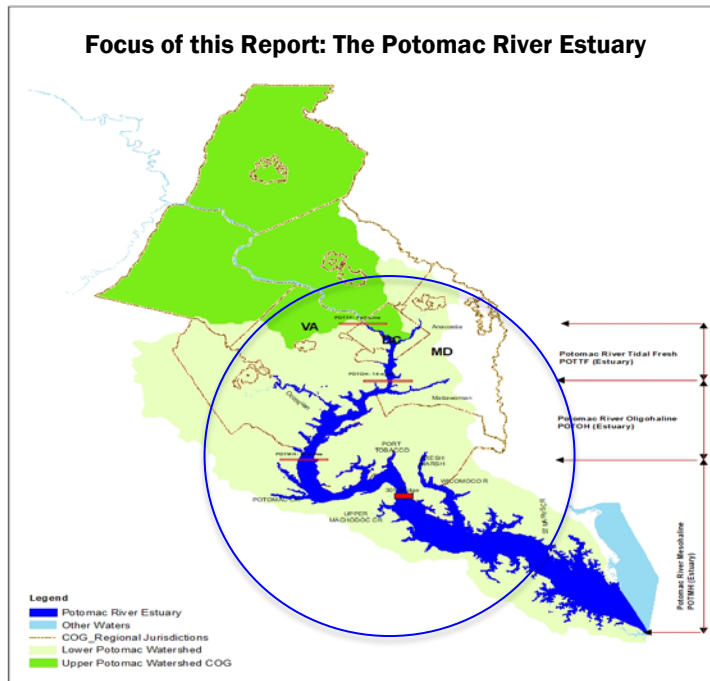 Focus of this Report: The Potomac River Estuary
VA
DC
MD
Anacostia
Mattawoman
PORT
TOBACCO
WICOMOCO R
UPPER
MACHODOC CR
POTOMAC
Potomac River Tidal Fresh
POTTF (Estuary)
Potomac River Oligohaline
POTOH (Estuary)
Potomac River Mesohaline
POTMH (Estuary)
Legend
Potomac River Estuary
Other Waters
COG_Regional Jurisdictions
Lower Potomac Watershed
Upper Potomac Watershed COG